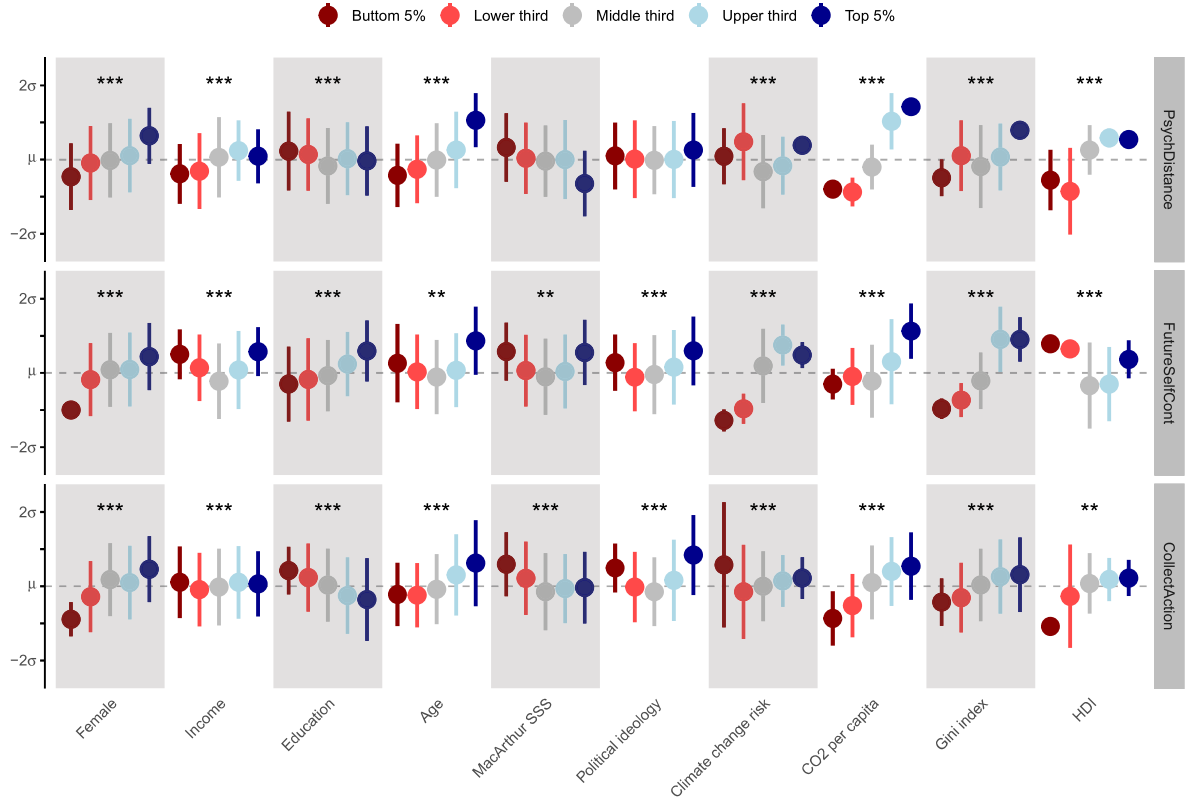 Buttom 5% Lower third Middle third Upper third Top 5%
*** *** *** *** *** *** *** ***
2σ
μ
−2σ
PsychDistance
*** *** *** ** ** *** *** *** *** ***
2σ
μ
−2σ
FutureSelfCont
*** *** *** *** *** *** *** *** *** **
2σ
μ
−2σ
CollectAction
Female
Income
Education
Age
MacArthur SSS
Political ideology
Climate change risk
CO2 per capita
Gini index
HDI